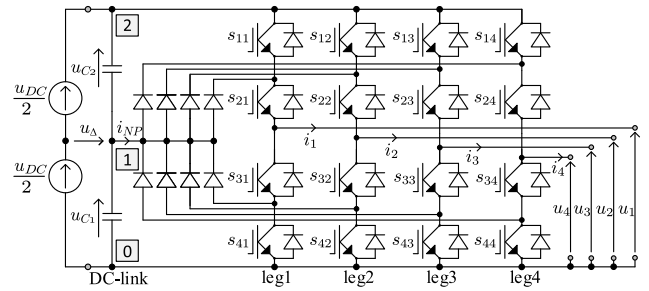 2
s11 s12 s13 s14
uC2
uDC/2
s21 s22 s23 s24
uΔ iNP
i1 i2 i3 i4
1
uDC/2
s31 s32 s33 s34
u4 u3 u2 u1
uC1
s41 s42 s43 s44
0
DC-link leg1 leg2 leg3 leg4